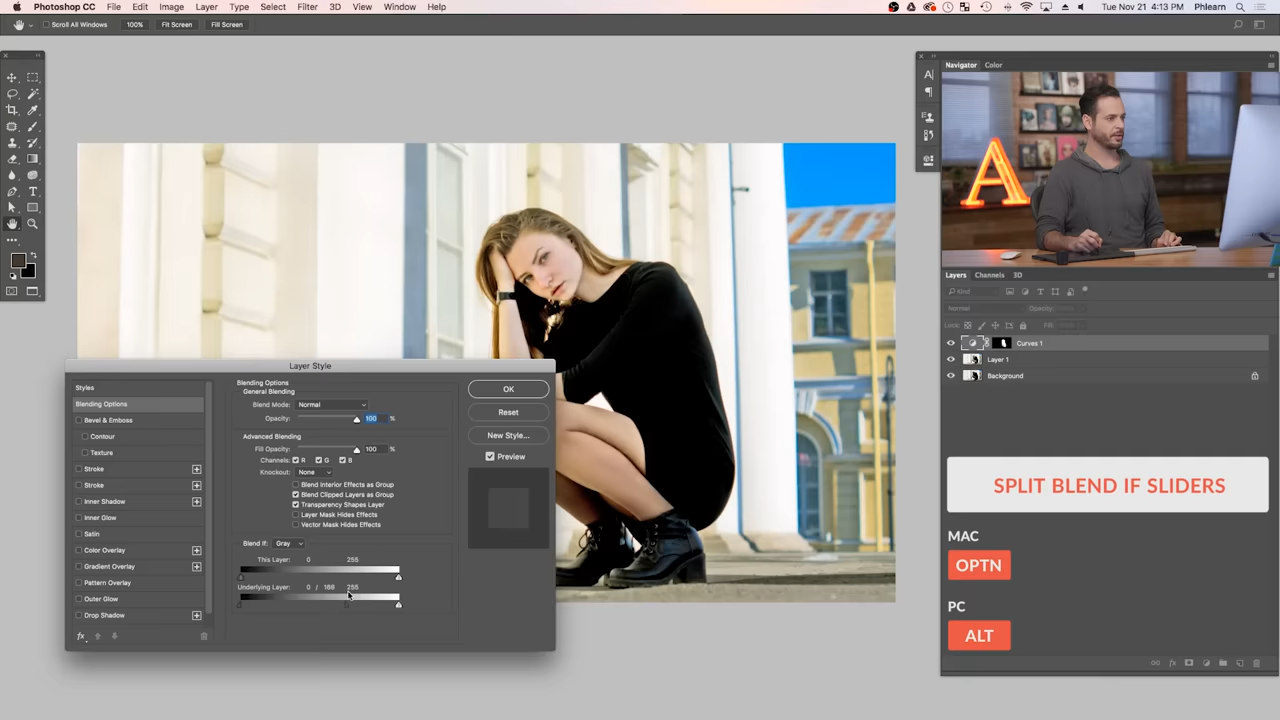 Photoshop CC File Edit Image Layer Type Select Filter 3D View Window Help Tue Nov 21 4:13 PM Phlearn
Scroll All Windows 100% Fit Screen Fill Screen
Navigator Color
Layer Style
Styles
Blending Options
Bevel & Emboss
Contour
Texture
Stroke
Stroke
Inner Shadow
Inner Glow
Satin
Color Overlay
Gradient Overlay
Pattern Overlay
Outer Glow
Drop Shadow
fx
Blending Options
General Blending
Blend Mode: Normal
Opacity: 100 %
Advanced Blending
Fill Opacity: 100 %
Channels: R G B
Knockout: None
Blend Interior Effects as Group
Blend Clipped Layers as Group
Transparency Shapes Layer
Layer Mask Hides Effects
Vector Mask Hides Effects
Blend If: Gray
This Layer: 0 255
Underlying Layer: 0 / 168 255
OK
Reset
New Style...
Preview
A
Layers Channels 3D
Kind
Normal Opacity:
Lock: Fill:
Curves 1
Layer 1
Background
SPLIT BLEND IF SLIDERS
MAC
OPTN
PC
ALT
fx